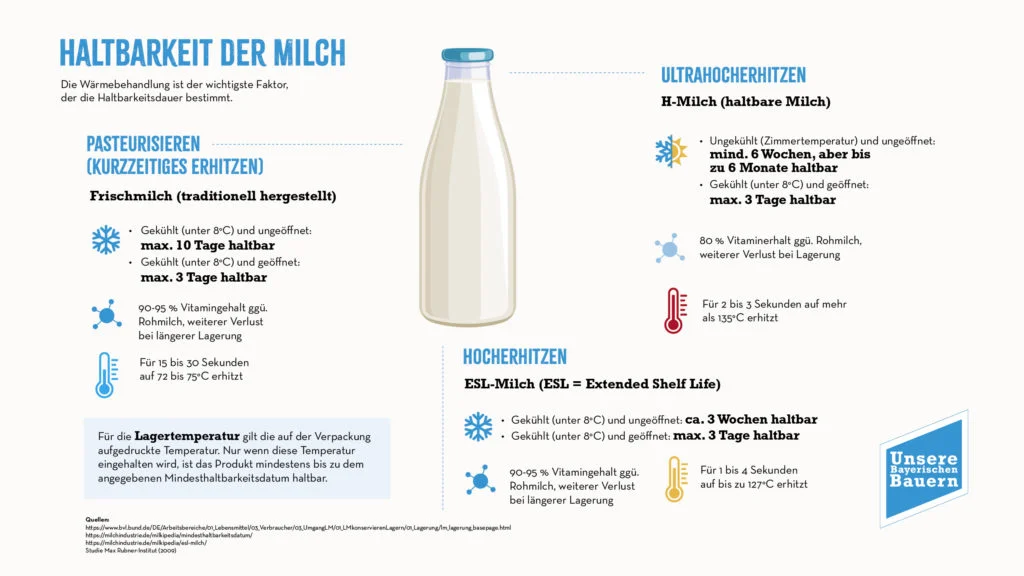 HALTBARKEIT DER MILCH
Die Wärmebehandlung ist der wichtigste Faktor,
der die Haltbarkeitsdauer bestimmt.
PASTEURISIEREN
(KURZZEITIGES ERHITZEN)
Frischmilch (traditionell hergestellt)
• Gekühlt (unter 8°C) und ungeöffnet:
max. 10 Tage haltbar
• Gekühlt (unter 8°C) und geöffnet:
max. 3 Tage haltbar
90-95 % Vitamingehalt ggü.
Rohmilch, weiterer Verlust
bei längerer Lagerung
Für 15 bis 30 Sekunden
auf 72 bis 75°C erhitzt
Für die Lagertemperatur gilt die auf der Verpackung
aufgedruckte Temperatur. Nur wenn diese Temperatur
eingehalten wird, ist das Produkt mindestens bis zu dem
angegebenen Mindesthaltbarkeitsdatum haltbar.
ULTRAHOCHERHITZEN
H-Milch (haltbare Milch)
• Ungekühlt (Zimmertemperatur) und ungeöffnet:
mind. 6 Wochen, aber bis
zu 6 Monate haltbar
• Gekühlt (unter 8°C) und geöffnet:
max. 3 Tage haltbar
80 % Vitaminerhalt ggü. Rohmilch,
weiterer Verlust bei Lagerung
Für 2 bis 3 Sekunden auf mehr
als 135°C erhitzt
HOCHERHITZEN
ESL-Milch (ESL = Extended Shelf Life)
• Gekühlt (unter 8°C) und ungeöffnet: ca. 3 Wochen haltbar
• Gekühlt (unter 8°C) und geöffnet: max. 3 Tage haltbar
90-95 % Vitamingehalt ggü.
Rohmilch, weiterer Verlust
bei längerer Lagerung
Für 1 bis 4 Sekunden
auf bis zu 127°C erhitzt
Unsere
Bayerischen
Bauern
Quellen:
https://www.bvl.bund.de/DE/Arbeitsbereiche/01_Lebensmittel/03_Verbraucher/03_UmgangLM/01_LMkonservierenLagern/01_Lagerung/lm_lagerung_basepage.html
https://milchindustrie.de/milkipedia/mindesthaltbarkeitsdatum/
https://milchindustrie.de/milkipedia/esl-milch/
Studie Max Rubner-Institut (2009)